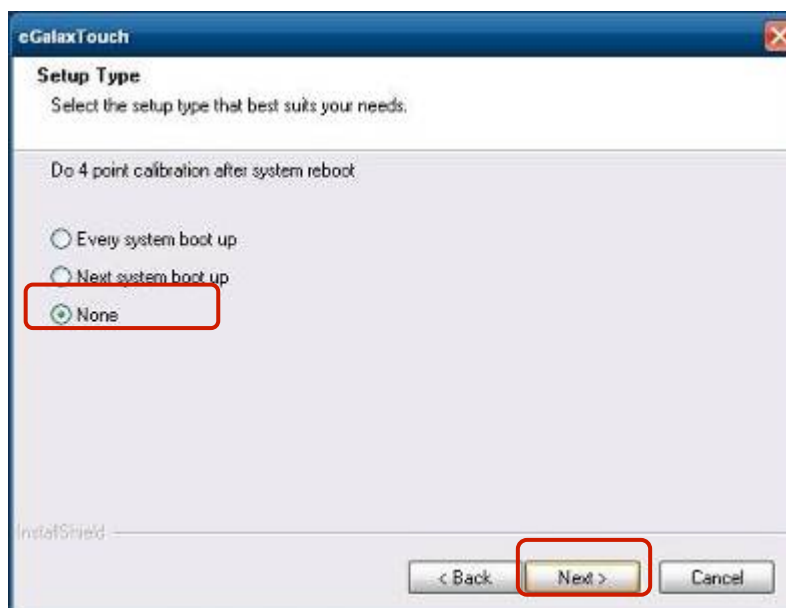 eGalaxTouch
Setup Type
Select the setup type that best suits your needs.
Do 4 point calibration after system reboot
Every system boot up
Next system boot up
None
InstallShield
< Back Next > Cancel